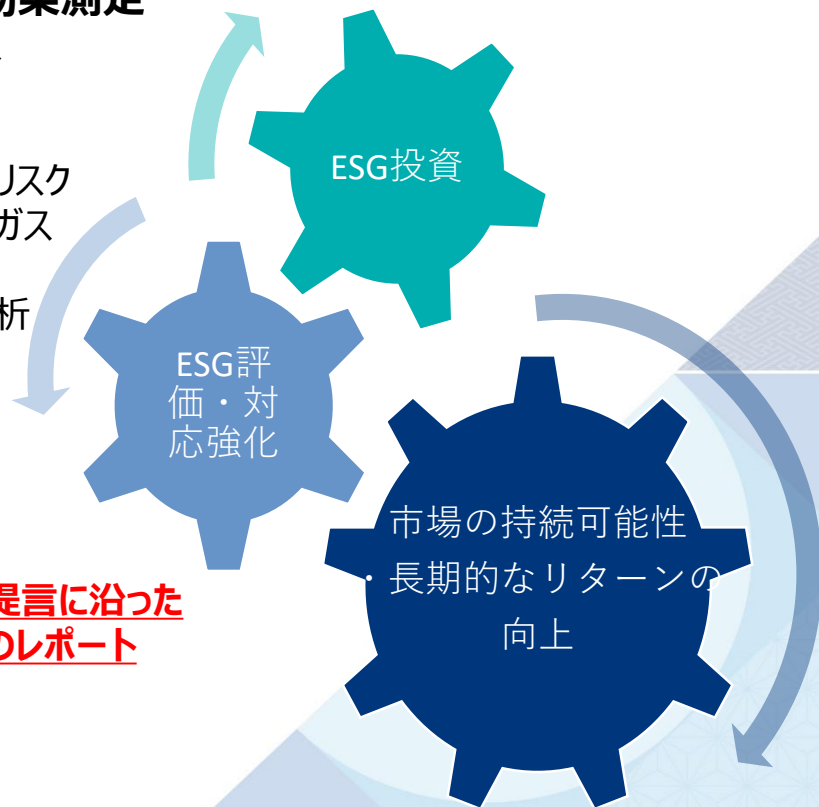 効果測定
リスク
ガス
析
提言に沿った
のレポート
ESG投資
ESG評
価・対
応強化
市場の持続可能性
・長期的なリターンの
向上